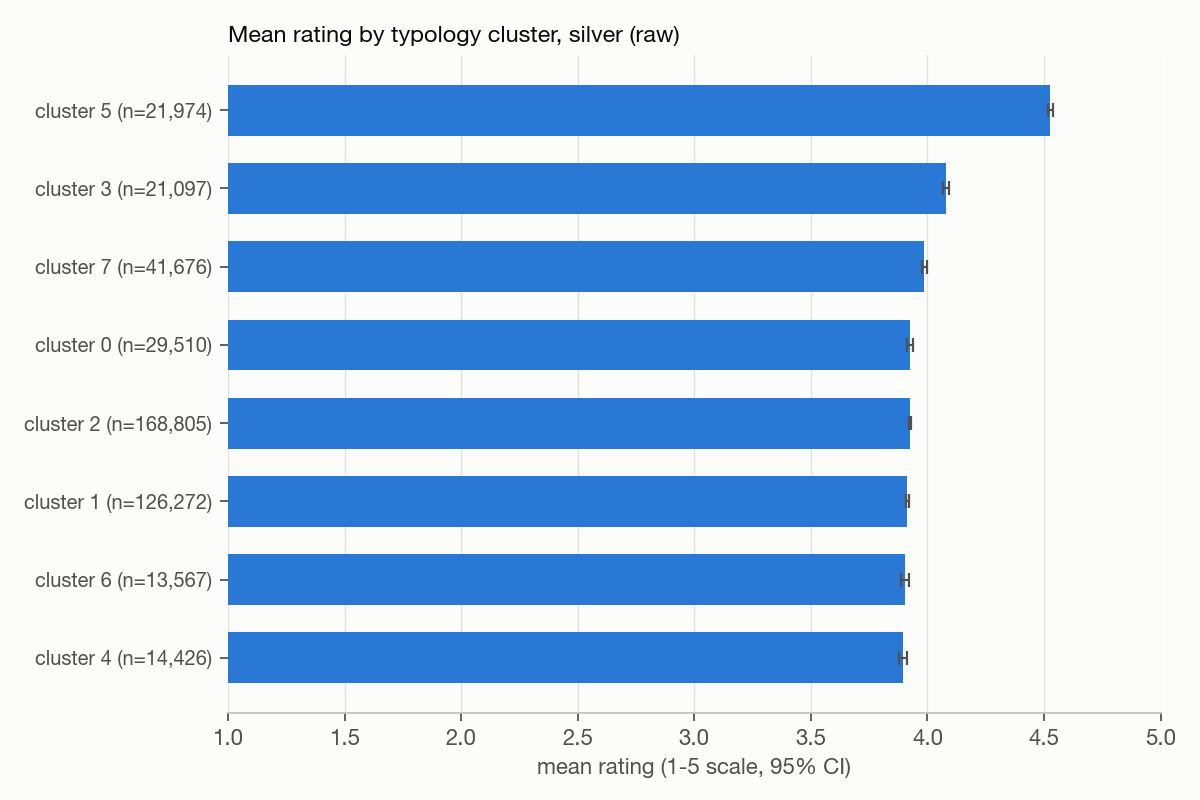 Mean rating by typology cluster, silver (raw)
cluster 5 (n=21,974)
cluster 3 (n=21,097)
cluster 7 (n=41,676)
cluster 0 (n=29,510)
cluster 2 (n=168,805)
cluster 1 (n=126,272)
cluster 6 (n=13,567)
cluster 4 (n=14,426)
1.0 1.5 2.0 2.5 3.0 3.5 4.0 4.5 5.0
mean rating (1-5 scale, 95% CI)